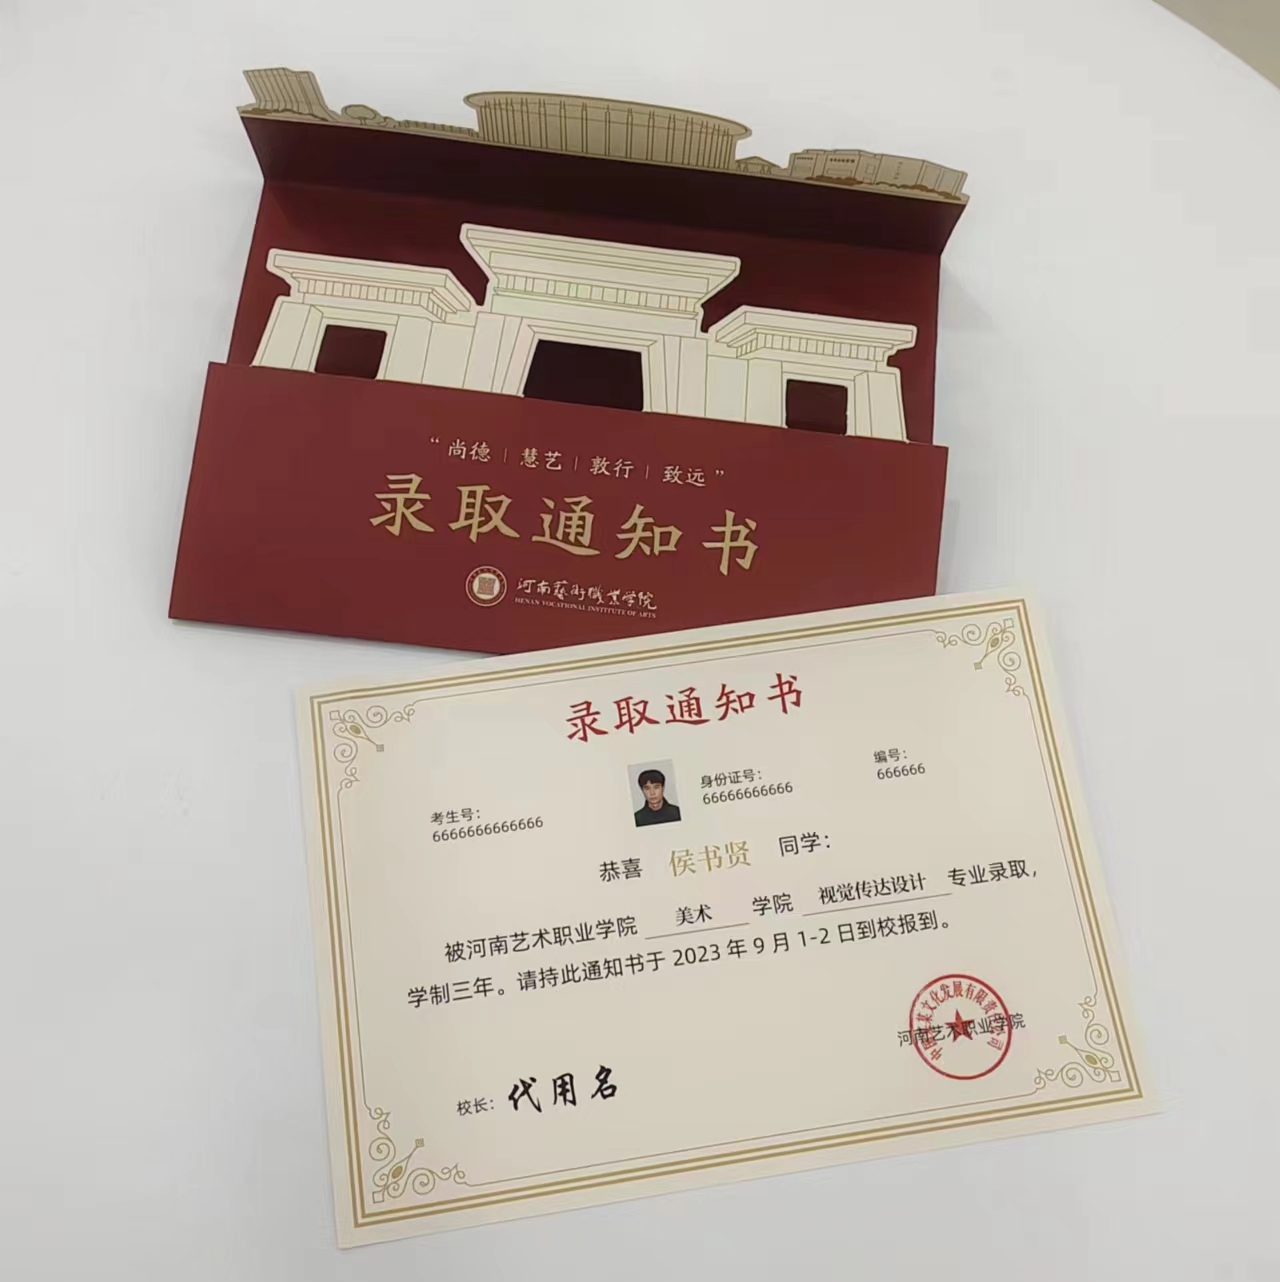 “尚德｜慧艺｜敦行｜致远”
录取通知书
河南藝術職業学院
HENAN VOCATIONAL INSTITUTE OF ARTS
录取通知书
考生号：
6666666666666
身份证号：
66666666666
编号：
666666
恭喜 侯书贤 同学：
被河南艺术职业学院 美术 学院 视觉传达设计 专业录取，
学制三年。请持此通知书于 2023 年 9 月 1-2 日到校报到。
河南艺术职业学院
校长： 代用名